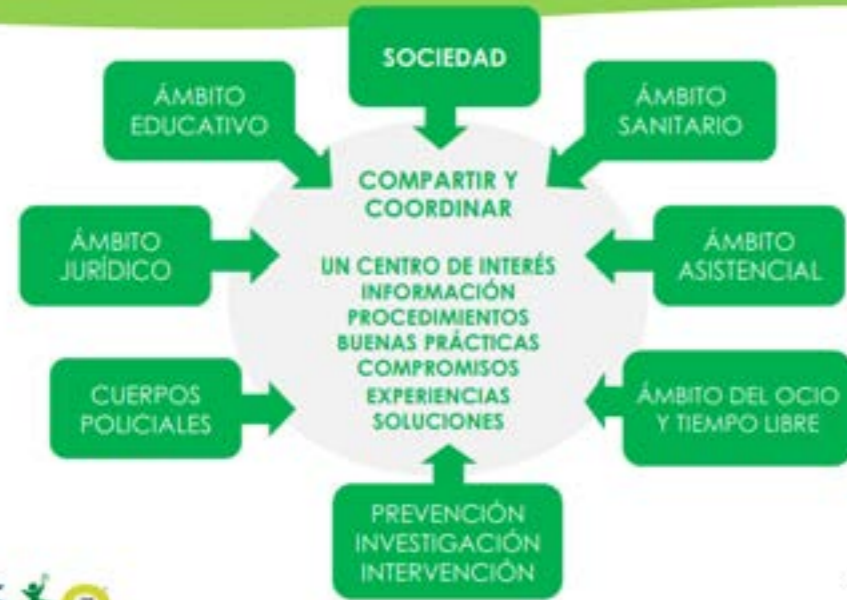 SOCIEDAD
ÁMBITO
EDUCATIVO
ÁMBITO
SANITARIO
COMPARTIR Y
COORDINAR
ÁMBITO
JURÍDICO
ÁMBITO
ASISTENCIAL
UN CENTRO DE INTERÉS
INFORMACIÓN
PROCEDIMIENTOS
BUENAS PRÁCTICAS
COMPROMISOS
EXPERIENCIAS
SOLUCIONES
CUERPOS
POLICIALES
ÁMBITO DEL OCIO
Y TIEMPO LIBRE
PREVENCIÓN
INVESTIGACIÓN
INTERVENCIÓN